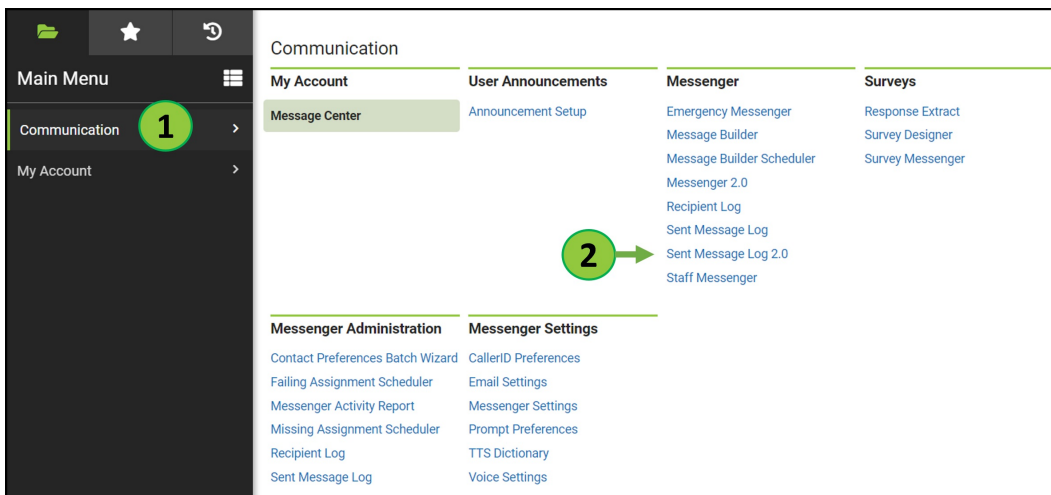 Main Menu
Communication 1
My Account
Communication
My Account
Message Center
User Announcements
Announcement Setup
Messenger
Emergency Messenger
Message Builder
Message Builder Scheduler
Messenger 2.0
Recipient Log
Sent Message Log
2 Sent Message Log 2.0
Staff Messenger
Surveys
Response Extract
Survey Designer
Survey Messenger
Messenger Administration
Contact Preferences Batch Wizard
Failing Assignment Scheduler
Messenger Activity Report
Missing Assignment Scheduler
Recipient Log
Sent Message Log
Messenger Settings
CallerID Preferences
Email Settings
Messenger Settings
Prompt Preferences
TTS Dictionary
Voice Settings